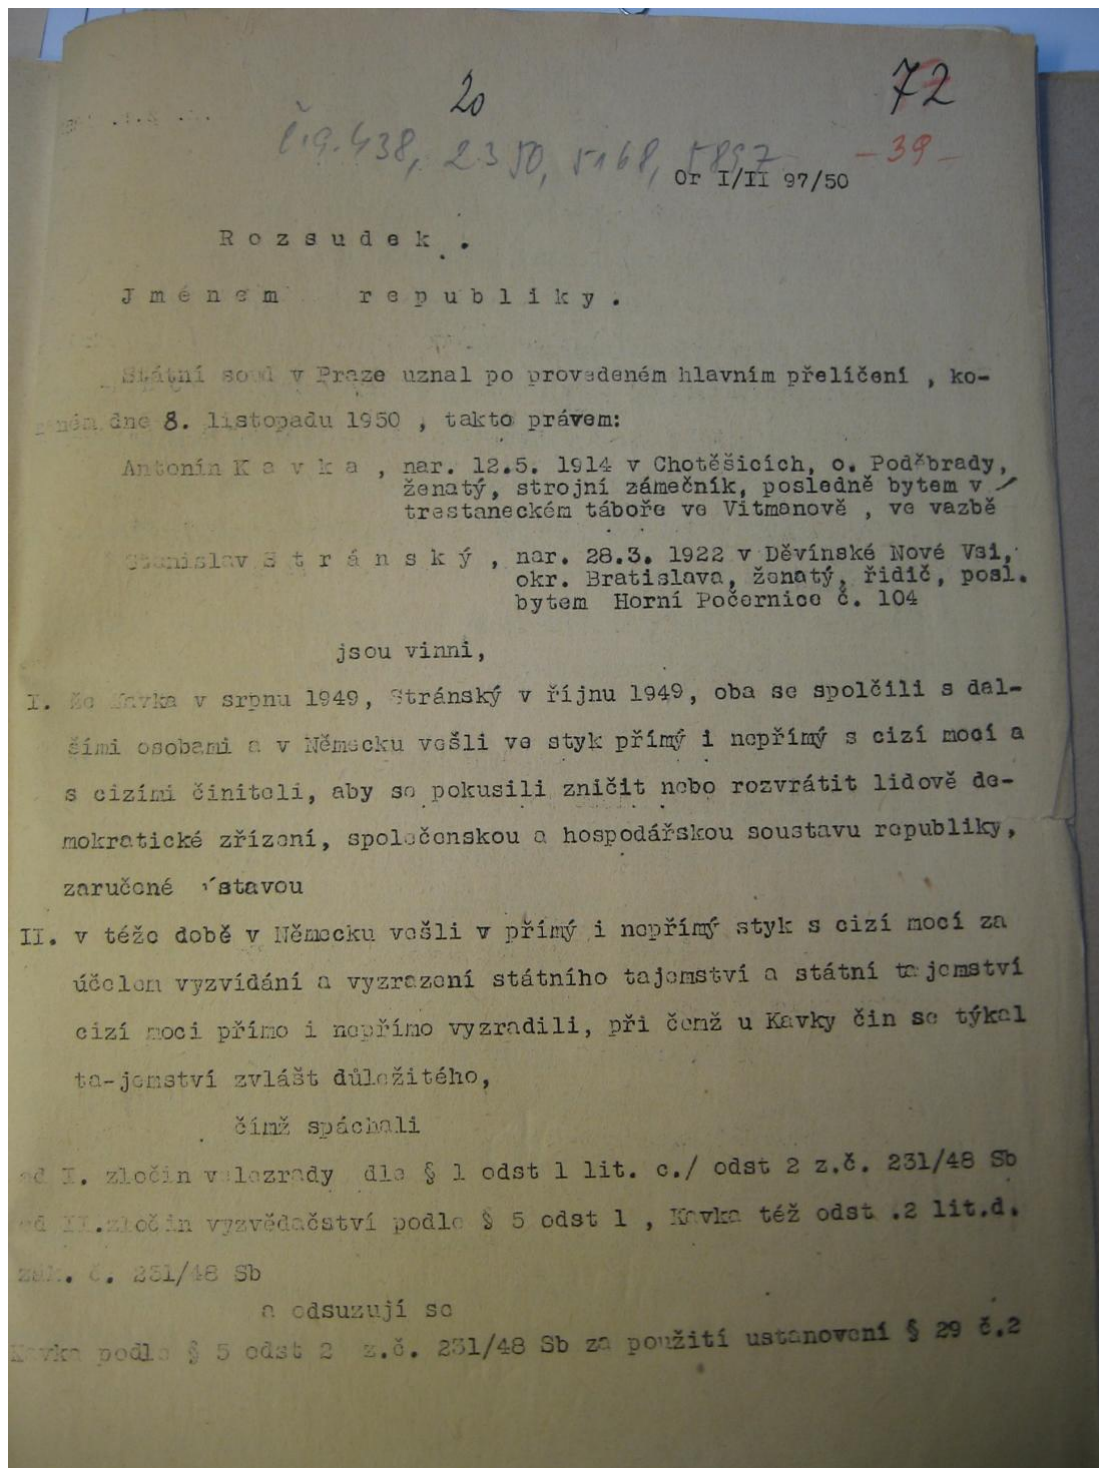 20
72
č.g. 438, 2350, 5168, 5897
- 39 -
Or I/II 97/50
Rozsudek.
Jménem republiky.
Státní soud v Praze uznal po provedeném hlavním přelíčení , ko-
dne 8. listopadu 1950 , takto právem:
Antonín Kavka , nar. 12.5. 1914 v Chotěšicích, o. Poděbrady,
ženatý, strojní zámečník, posledně bytem v
trestaneckém táboře ve Vitmanově , ve vazbě
Stanislav Stránský , nar. 28.3. 1922 v Děvínské Nové Vsi,
okr. Bratislava, ženatý, řidič, posl.
bytem Horní Počernice č. 104
jsou vinni,
I. že Kavka v srpnu 1949, Stránský v říjnu 1949, oba se spolčili s dal-
šími osobami a v Německu vešli ve styk přímý i nepřímý s cizí mocí a
s cizími činiteli, aby se pokusili zničit nebo rozvrátit lidově de-
mokratické zřízení, společenskou a hospodářskou soustavu republiky,
zaručené ústavou
II. v téže době v Německu vešli v přímý i nepřímý styk s cizí mocí za
účelem vyzvídání a vyzrazení státního tajemství a státní tajemství
cizí moci přímo i nepřímo vyzradili, při čemž u Kavky čin se týkal
ta-jemství zvlášt důležitého,
čímž spáchali
ad I. zločin velezrady dle § 1 odst 1 lit. c./ odst 2 z.č. 231/48 Sb
ad II.zločin vyzvědačství podle § 5 odst 1 , Kavka též odst .2 lit.d.
zák. č. 231/48 Sb
a odsuzují se
Kavka podle § 5 odst 2 z.č. 231/48 Sb za použití ustanovení § 29 č.2